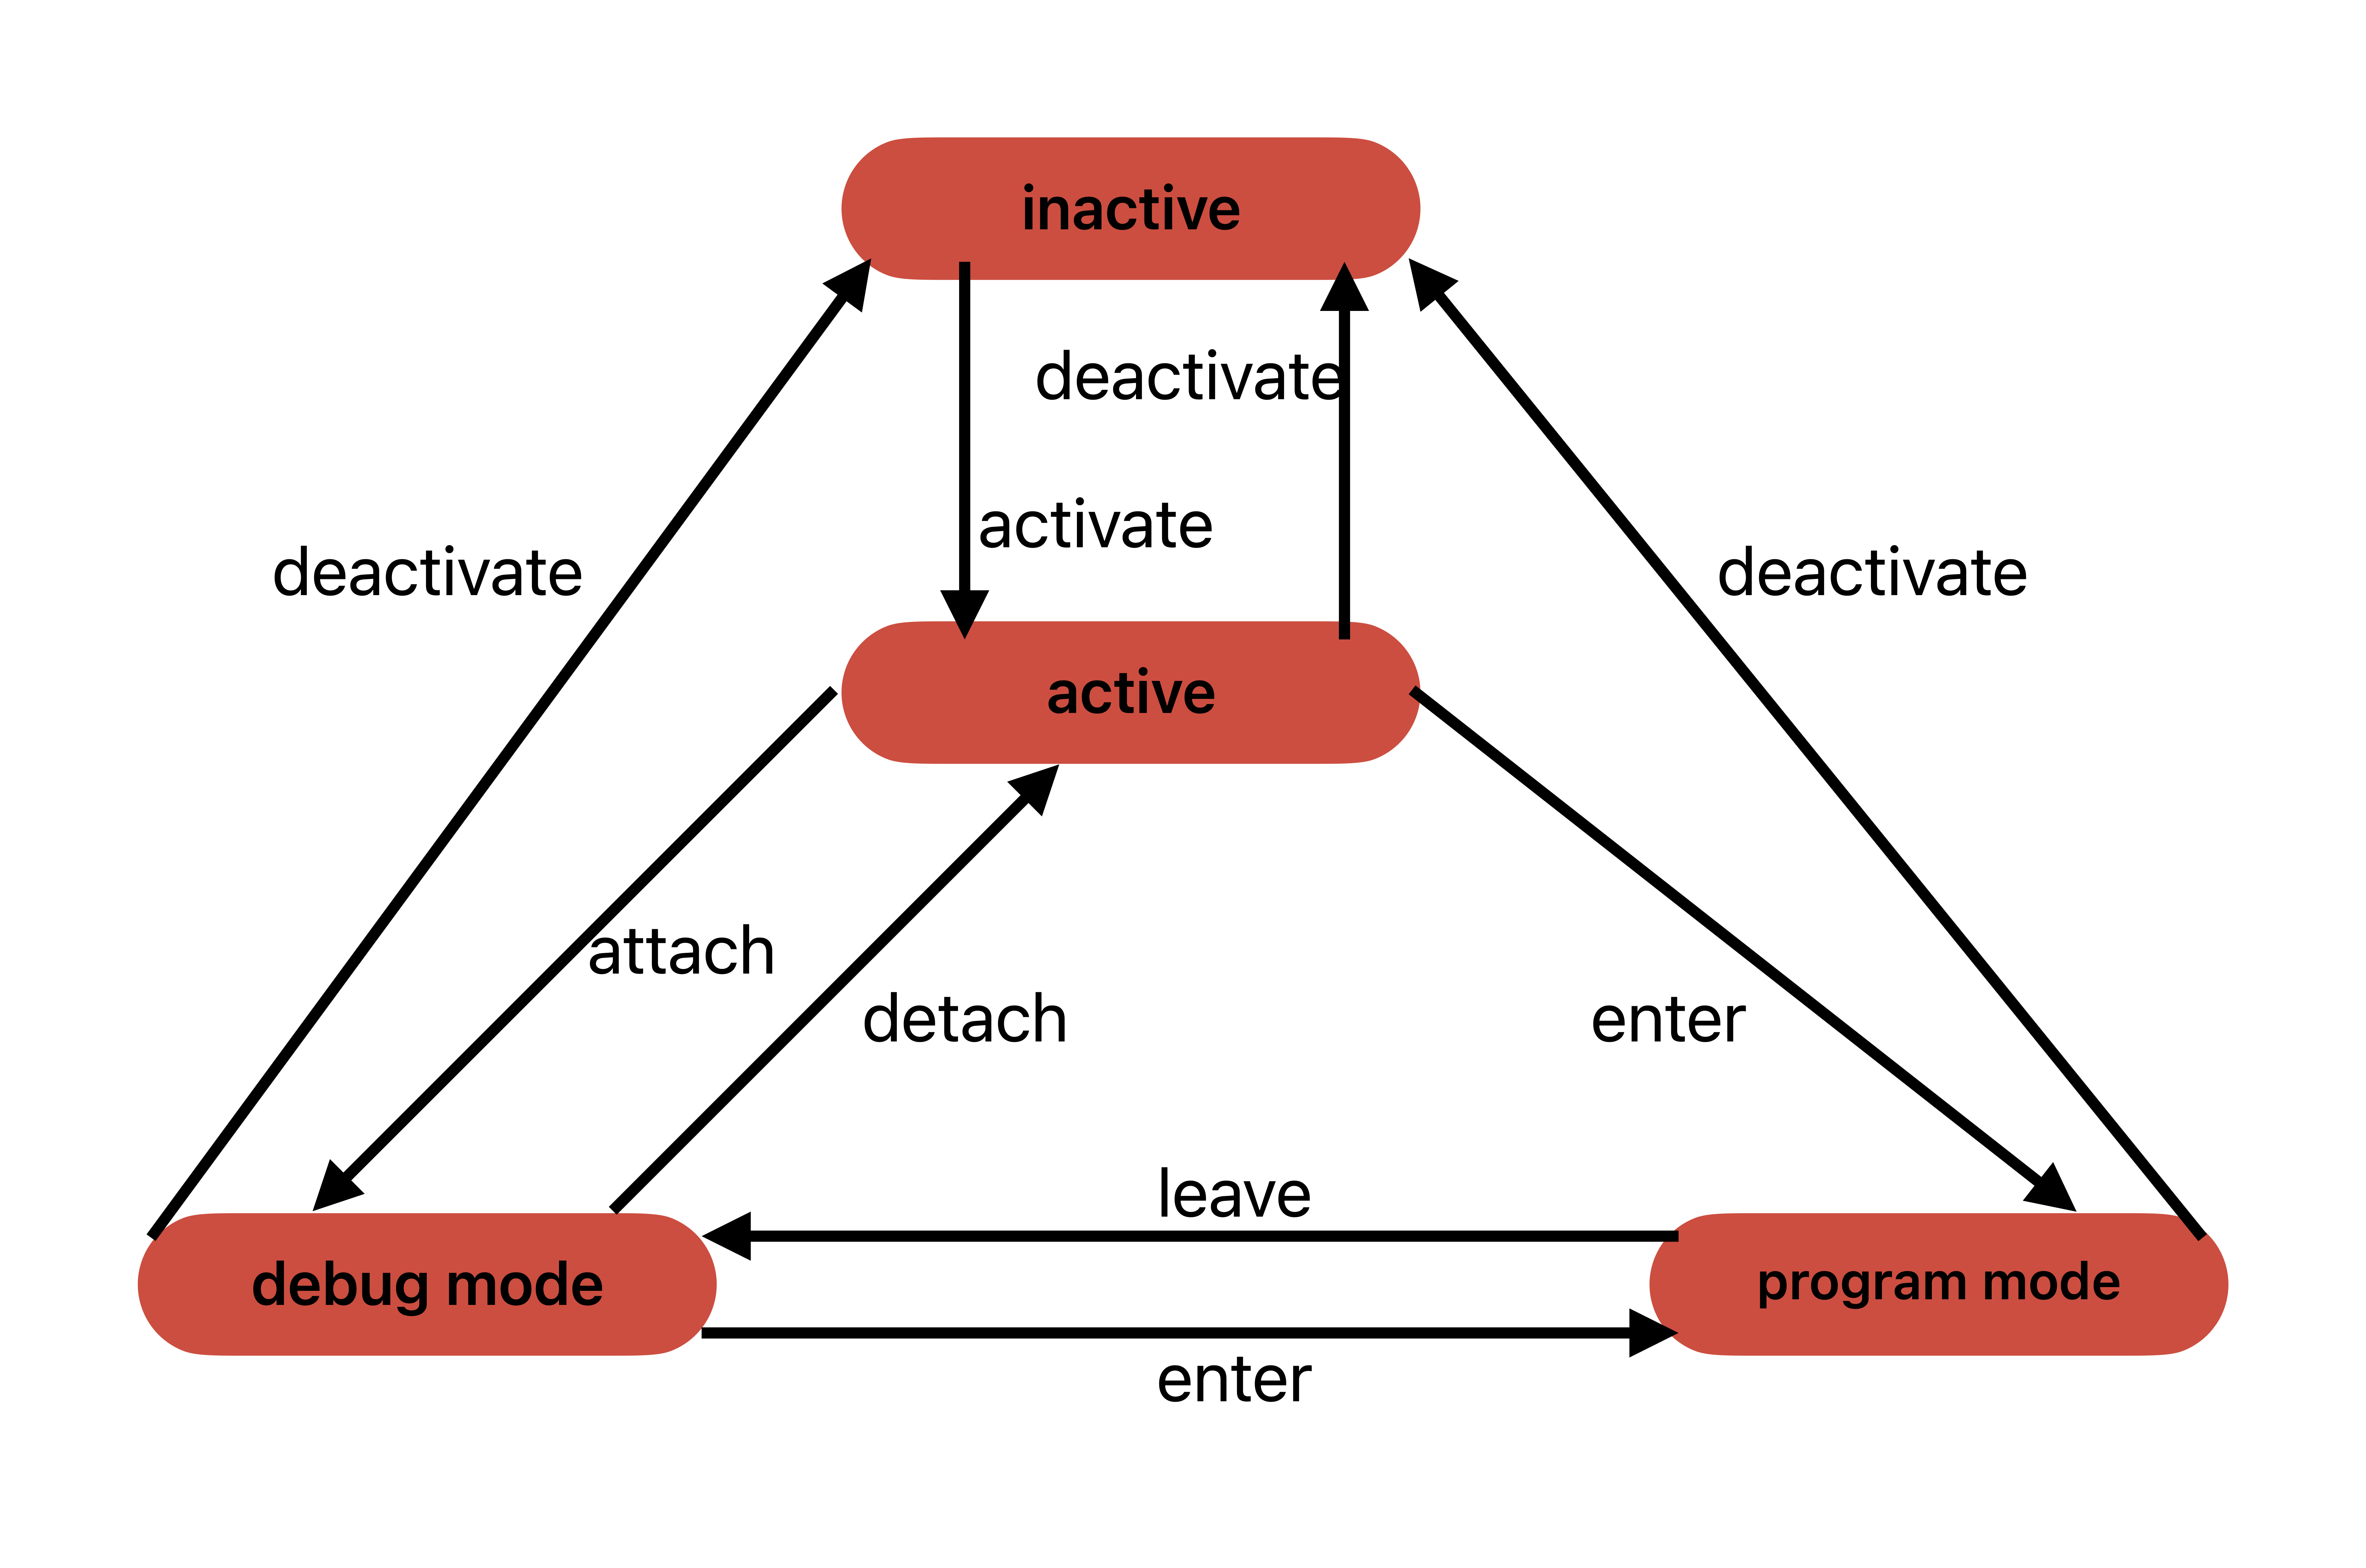 inactive
deactivate
activate
deactivate
deactivate
active
attach
detach
enter
leave
debug mode
program mode
enter